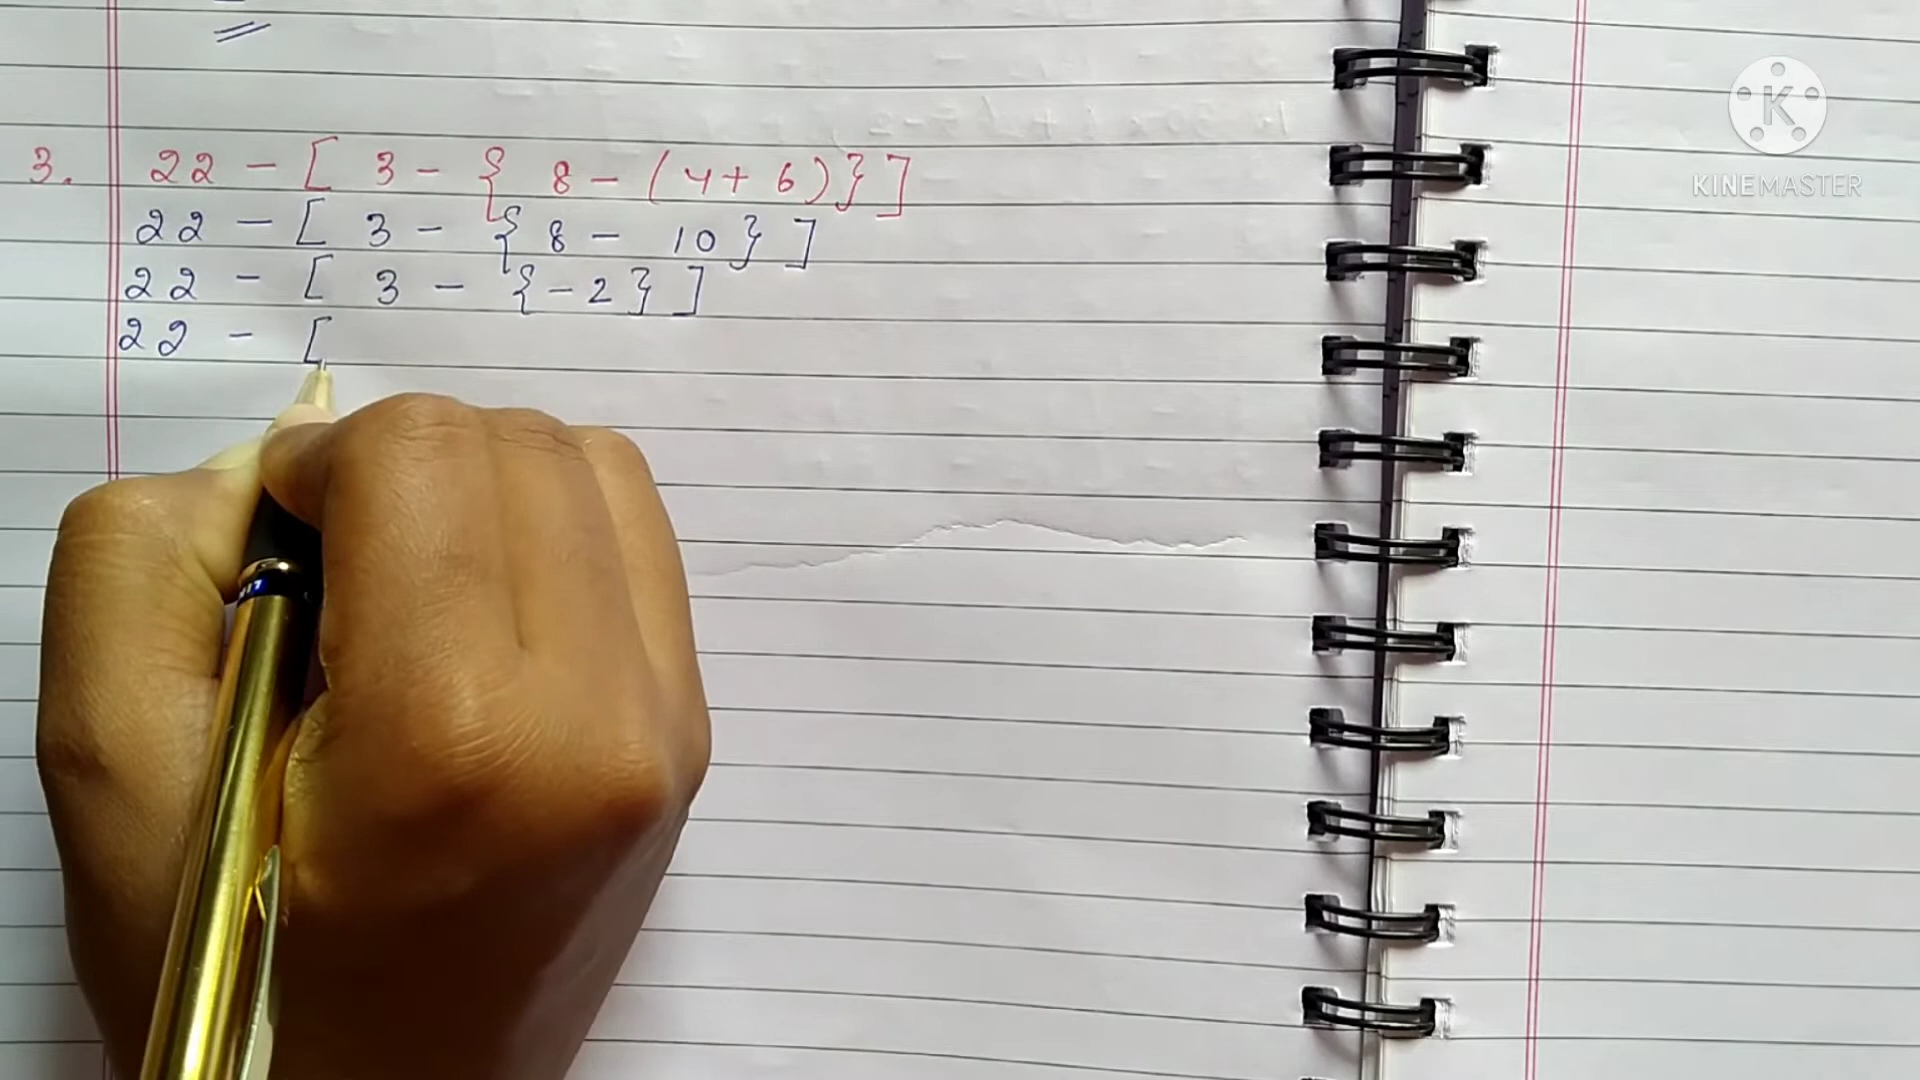 3. 22 - [ 3 - { 8 - ( 4 + 6 ) } ]
22 - [ 3 - { 8 - 10 } ]
22 - [ 3 - { - 2 } ]
22 - [
K
KINEMASTER